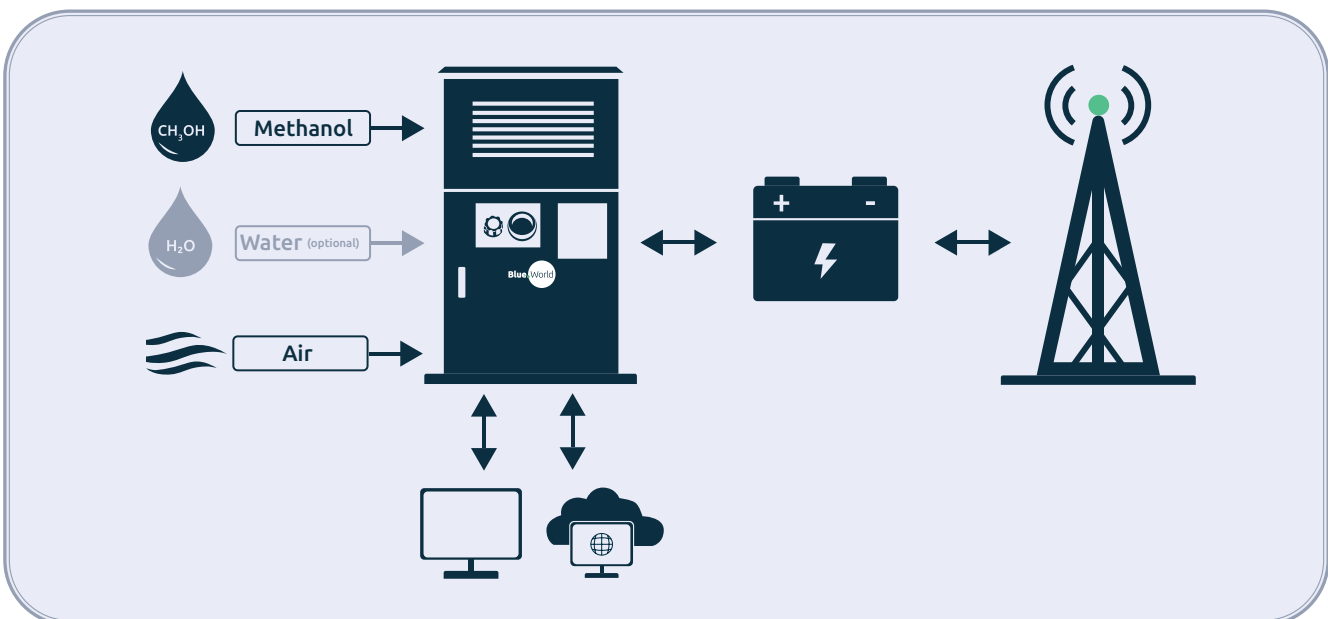 CH₃OH
Methanol
H₂O
Water (optional)
Air
Blue World
+ -